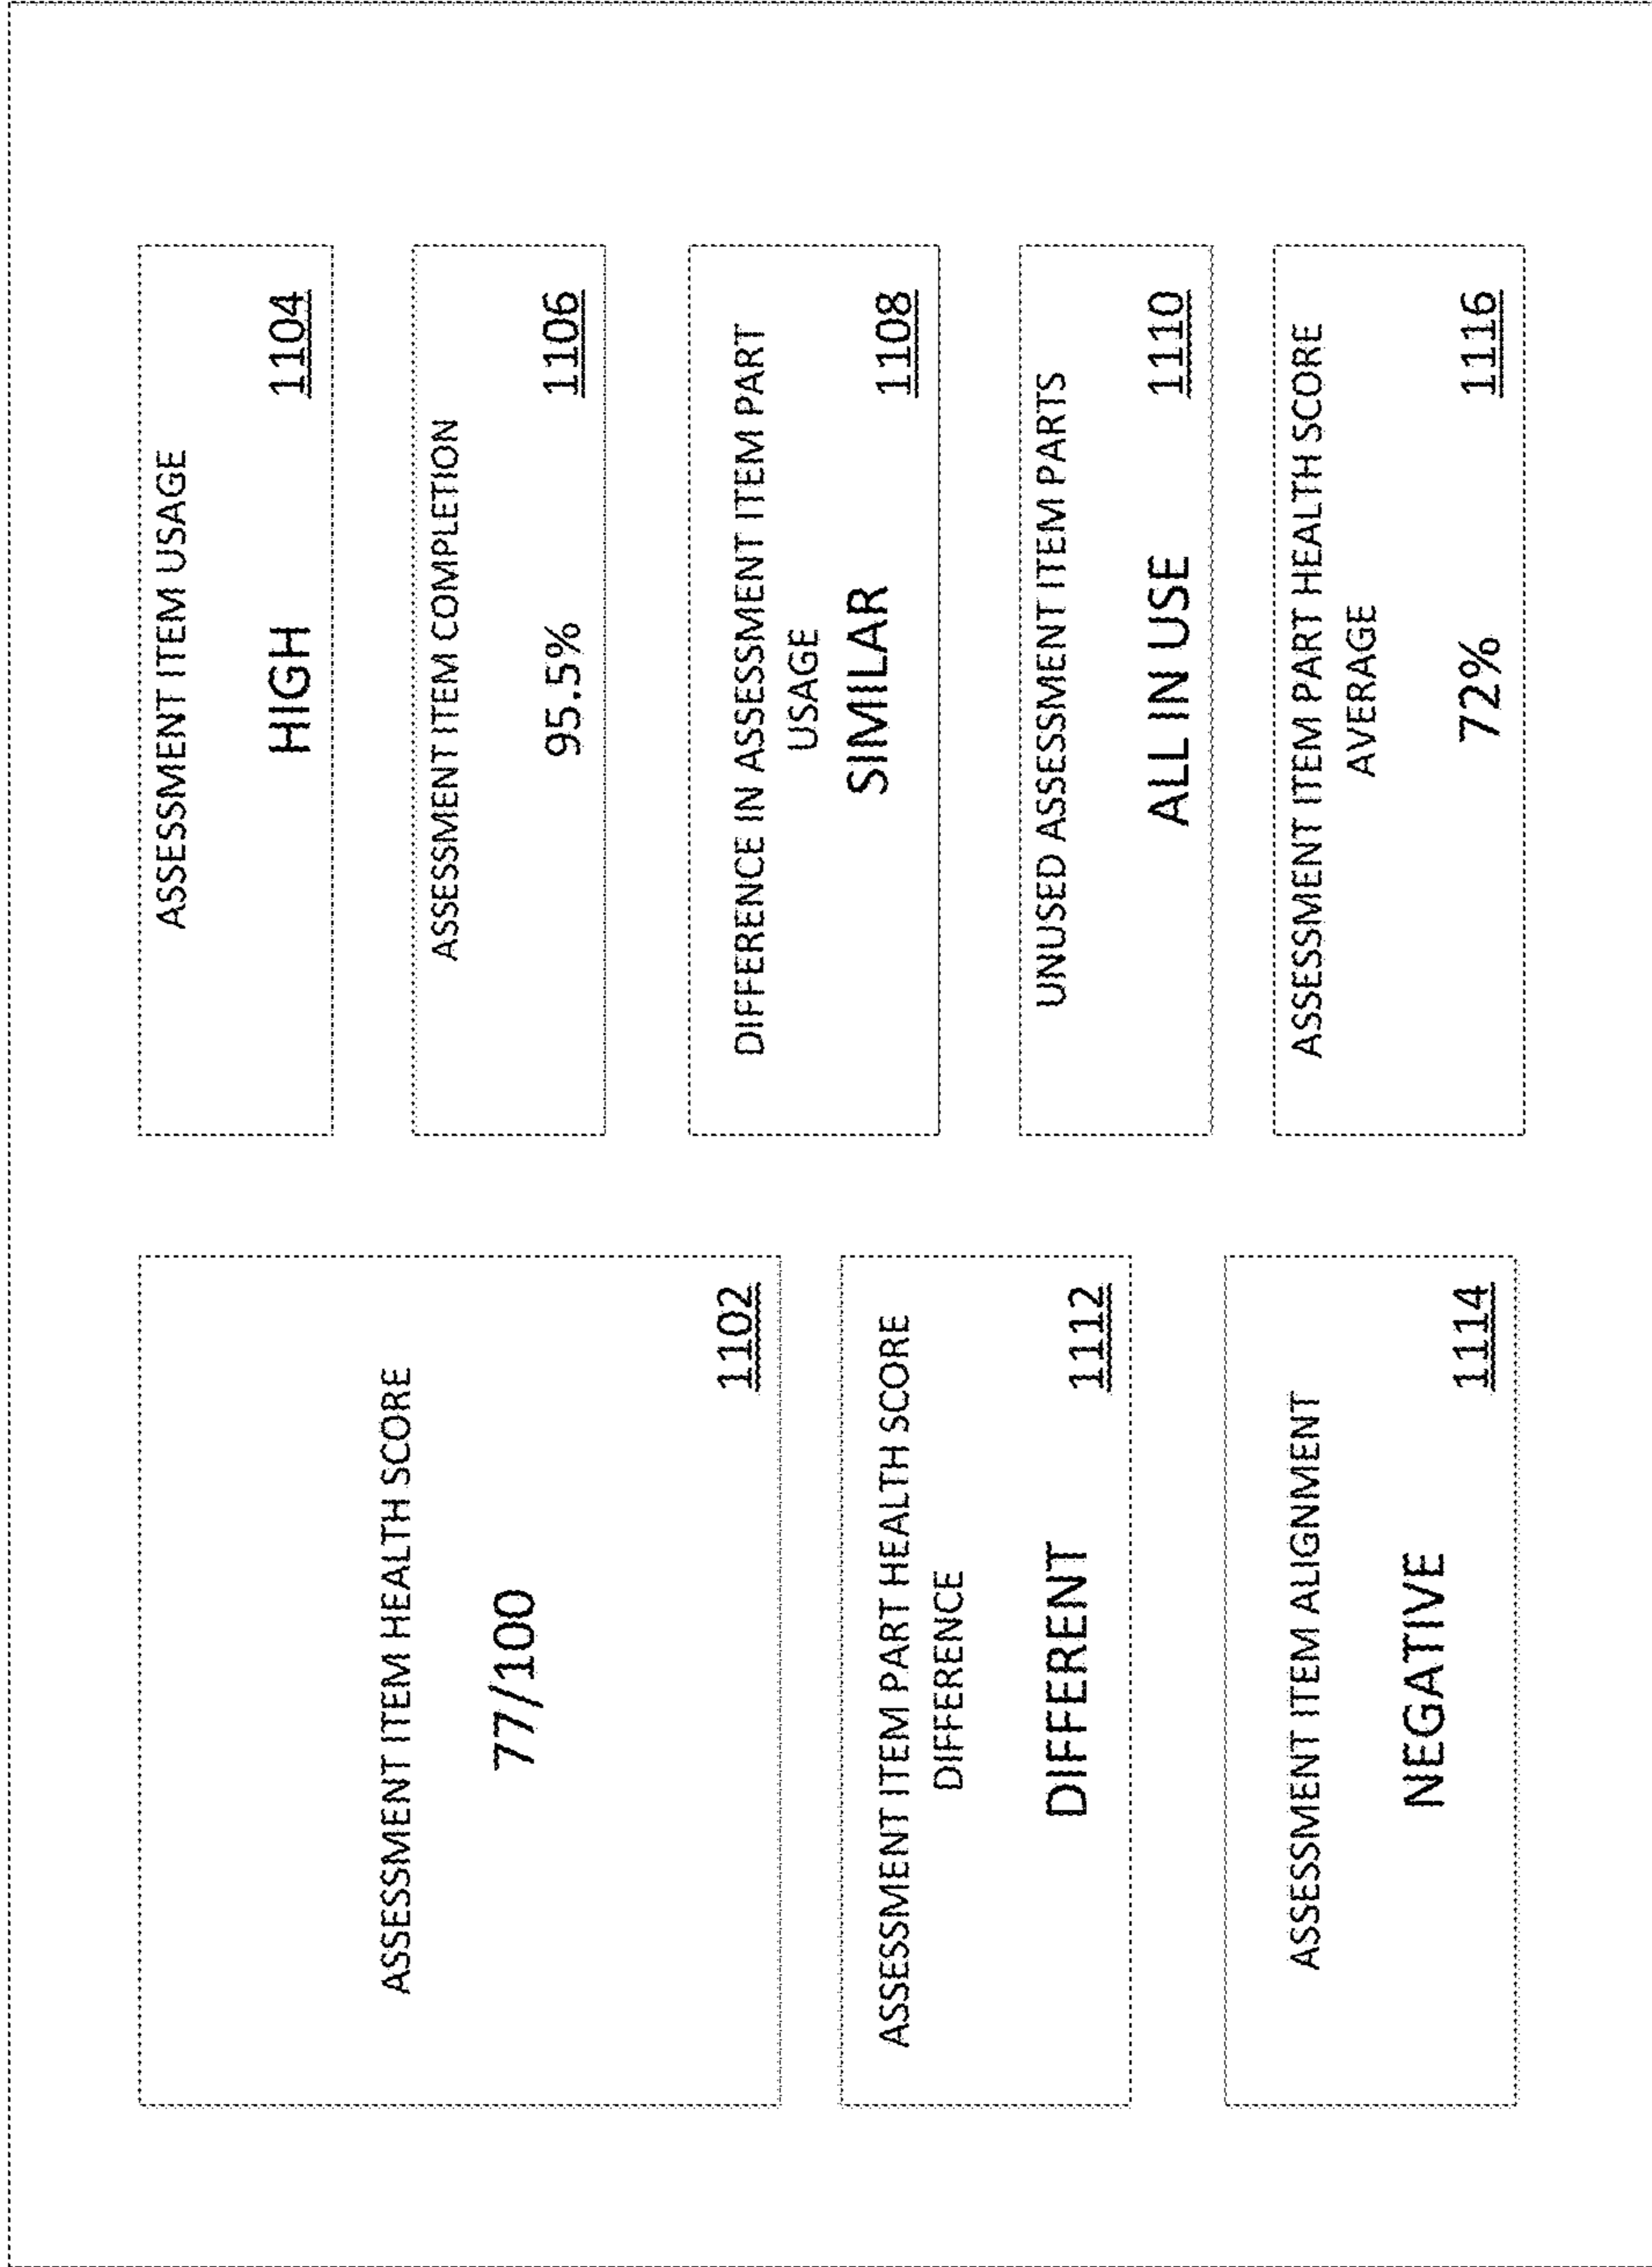 ASSESSMENT ITEM HEALTH SCORE
77/100
1102
ASSESSMENT ITEM PART HEALTH SCORE
DIFFERENCE
DIFFERENT
1112
ASSESSMENT ITEM ALIGNMENT
NEGATIVE
1114
ASSESSMENT ITEM USAGE
HIGH
1104
ASSESSMENT ITEM COMPLETION
95.5%
1106
DIFFERENCE IN ASSESSMENT ITEM PART
USAGE
SIMILAR
1108
UNUSED ASSESSMENT ITEM PARTS
ALL IN USE
1110
ASSESSMENT ITEM PART HEALTH SCORE
AVERAGE
72%
1116